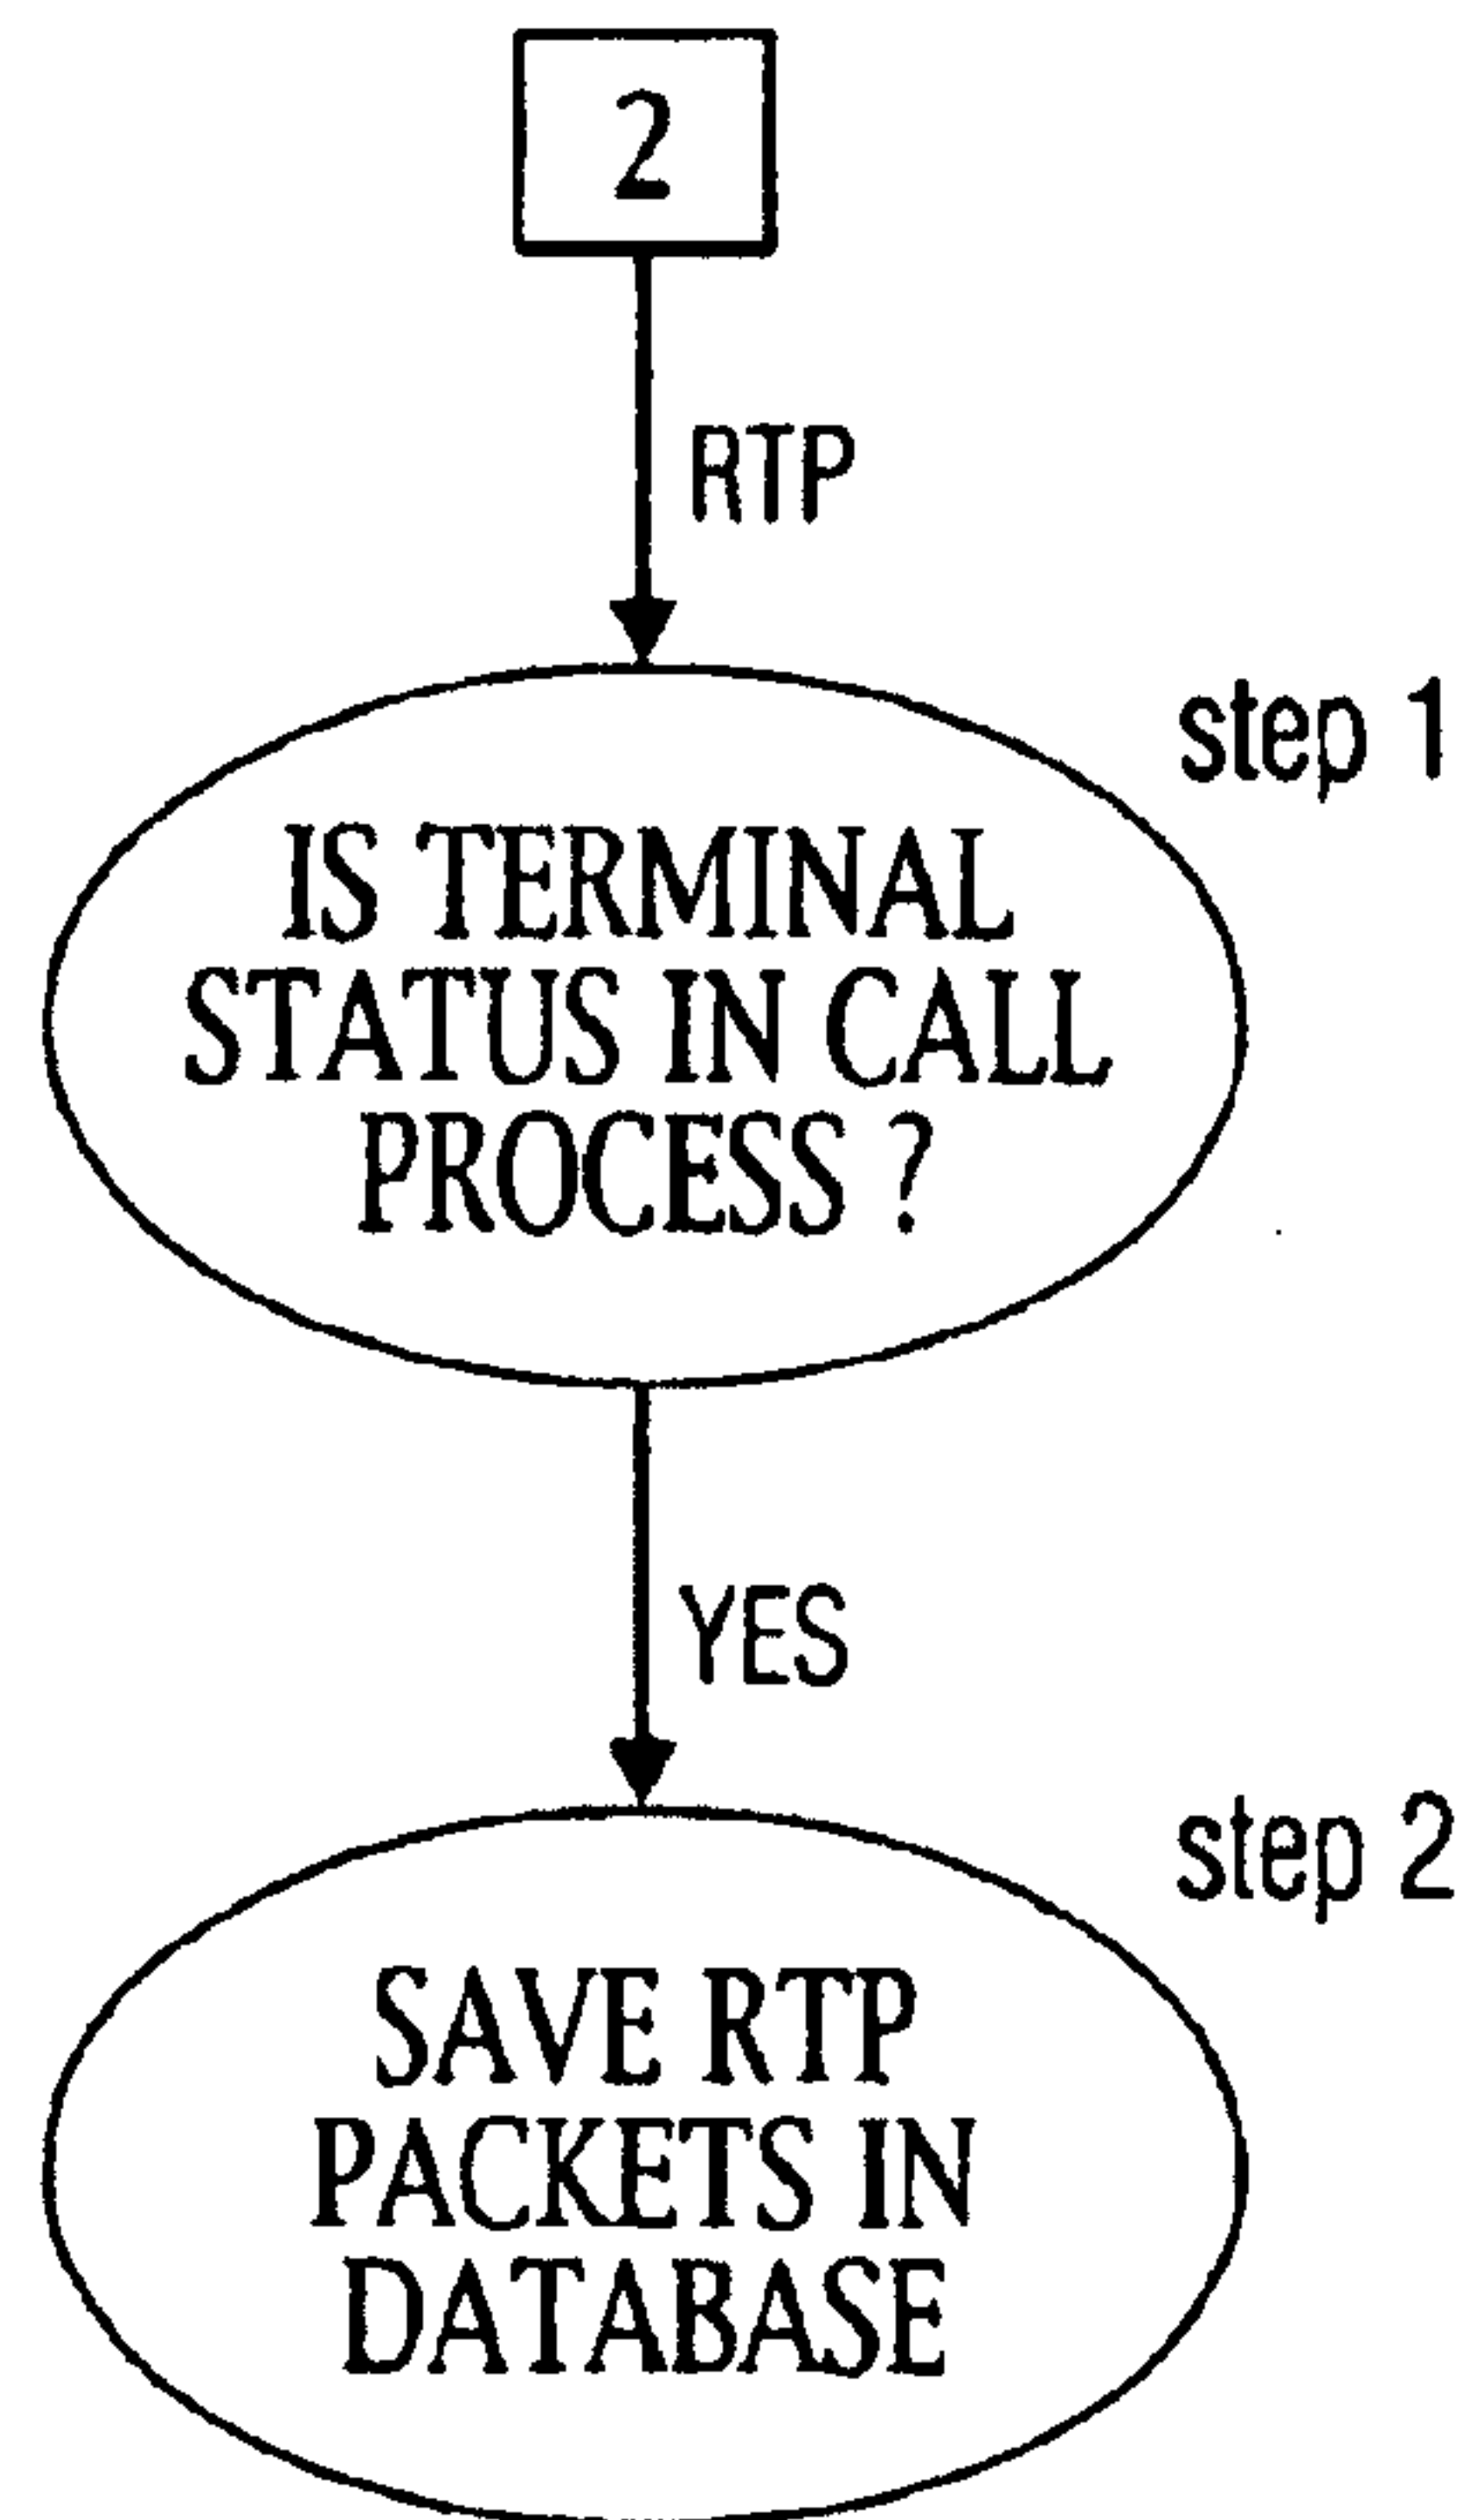 2
RTP
step 1
IS TERMINAL
STATUS IN CALL
PROCESS ?
YES
step 2
SAVE RTP
PACKETS IN
DATABASE